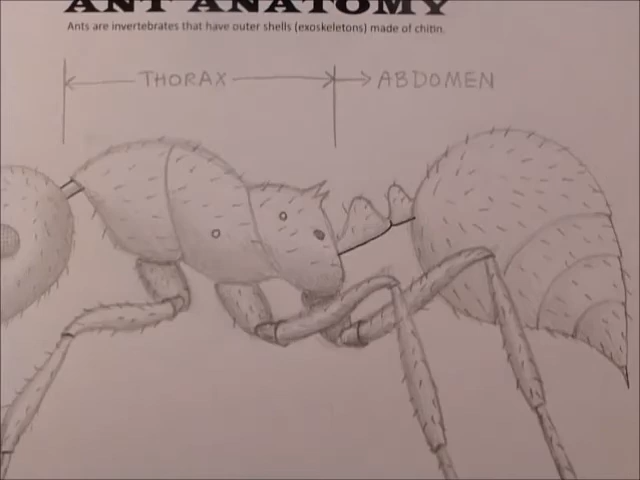 ANT ANATOMY
Ants are invertebrates that have outer shells (exoskeletons) made of chitin.
THORAX ABDOMEN